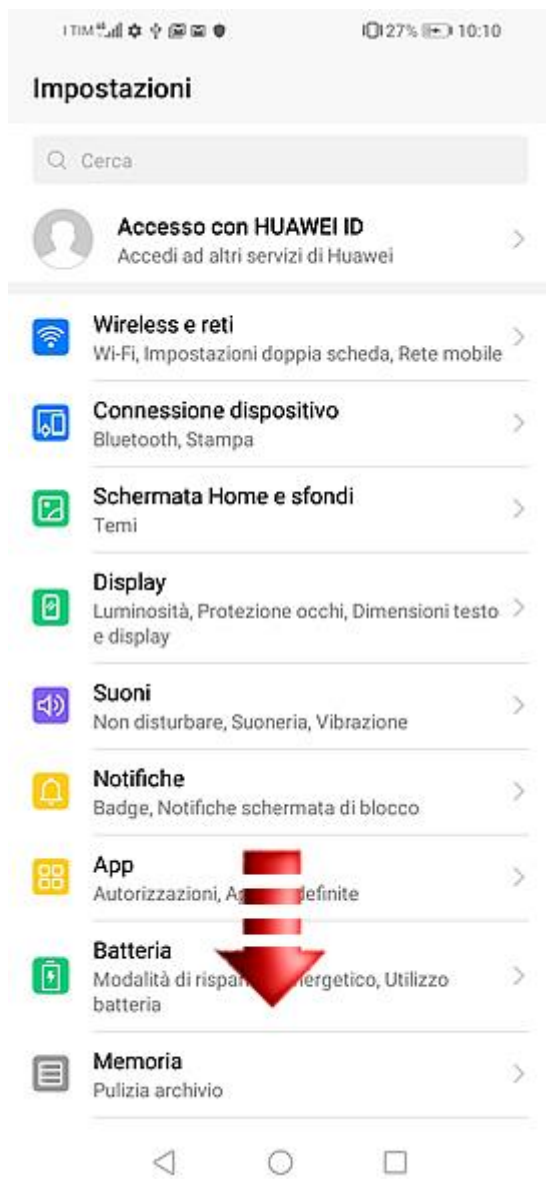 TIM 4G 27% 10:10
Impostazioni
Cerca
Accesso con HUAWEI ID
Accedi ad altri servizi di Huawei
Wireless e reti
Wi-Fi, Impostazioni doppia scheda, Rete mobile
Connessione dispositivo
Bluetooth, Stampa
Schermata Home e sfondi
Temi
Display
Luminosità, Protezione occhi, Dimensioni testo
e display
Suoni
Non disturbare, Suoneria, Vibrazione
Notifiche
Badge, Notifiche schermata di blocco
App
Autorizzazioni,
Batteria
Modalità di Utilizzo
batteria
Memoria
Pulizia archivio